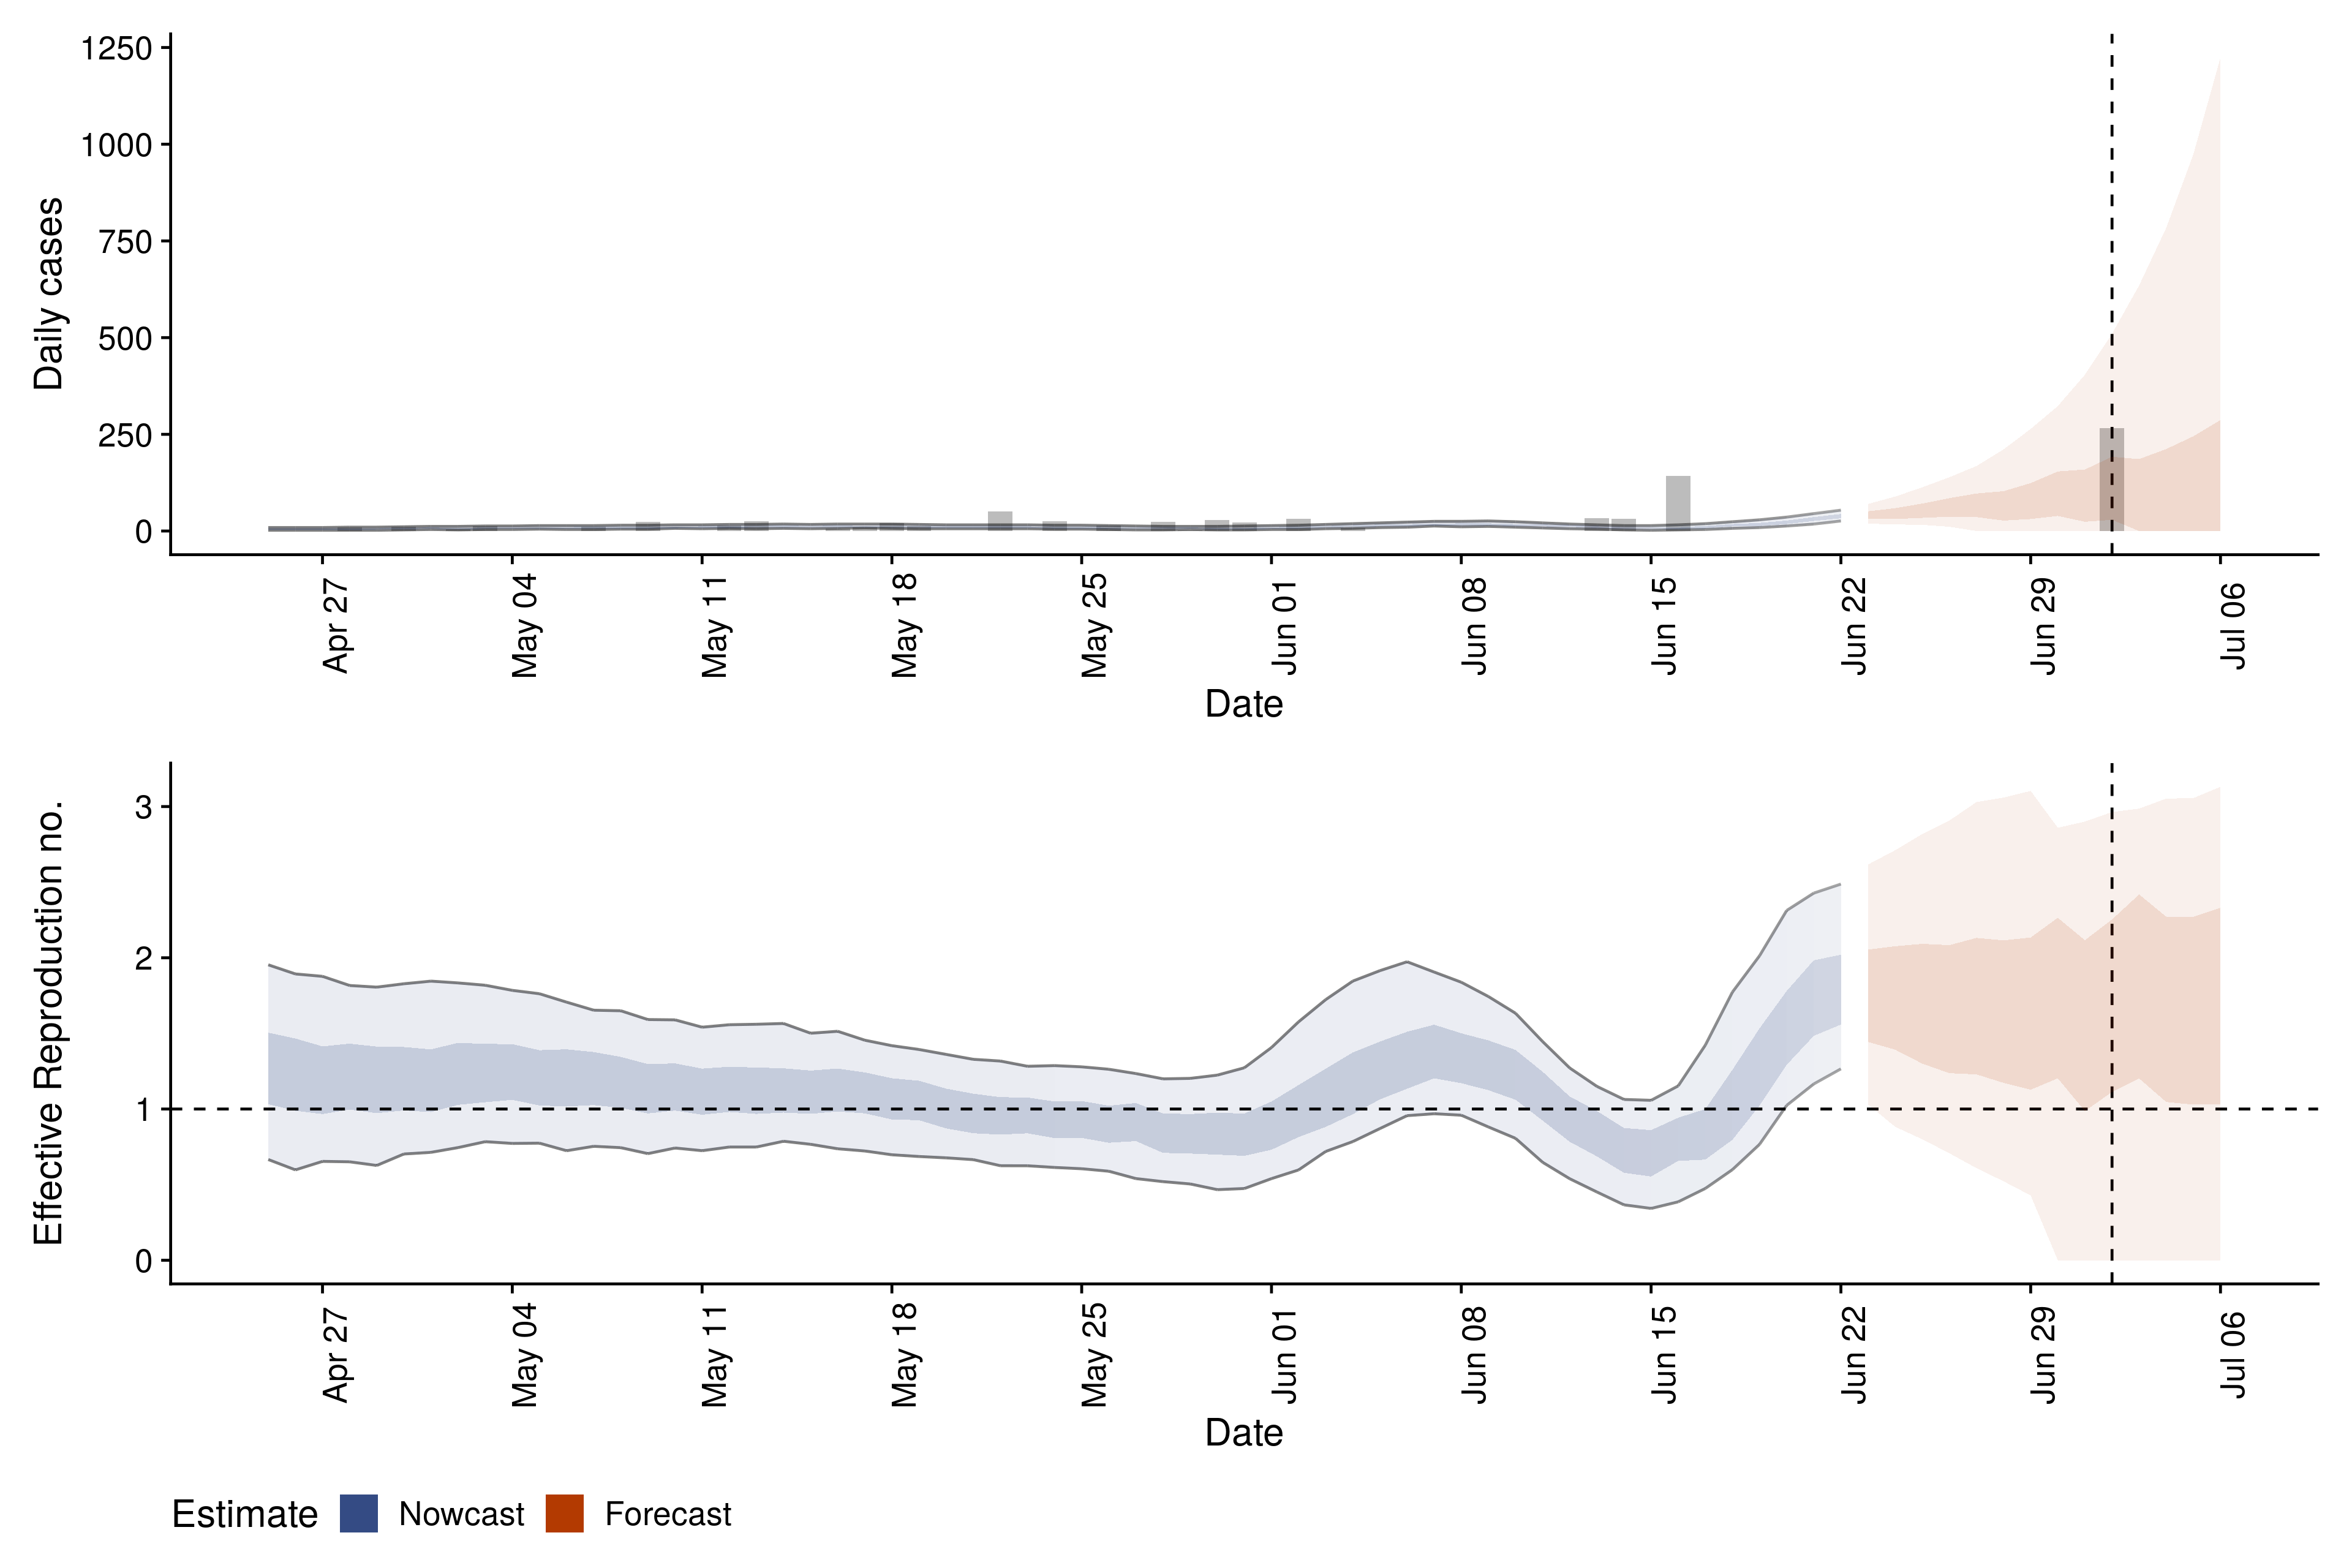 1250
1000
750
500
250
0
Daily cases
Apr 27
May 04
May 11
May 18
May 25
Jun 01
Jun 08
Jun 15
Jun 22
Jun 29
Jul 06
Date
3
2
1
0
Effective Reproduction no.
Apr 27
May 04
May 11
May 18
May 25
Jun 01
Jun 08
Jun 15
Jun 22
Jun 29
Jul 06
Date
Estimate Nowcast Forecast